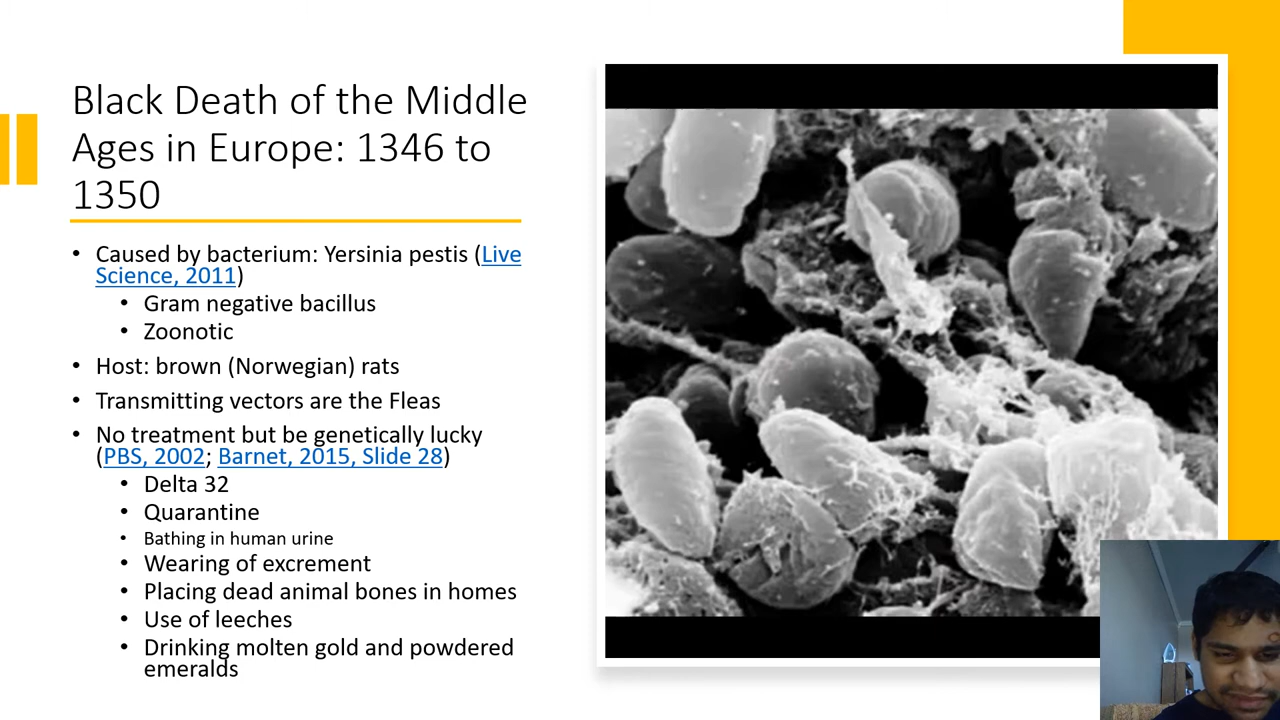 Black Death of the Middle
Ages in Europe: 1346 to
1350
• Caused by bacterium: Yersinia pestis (Live
Science, 2011)
• Gram negative bacillus
• Zoonotic
• Host: brown (Norwegian) rats
• Transmitting vectors are the Fleas
• No treatment but be genetically lucky
(PBS, 2002; Barnet, 2015, Slide 28)
• Delta 32
• Quarantine
• Bathing in human urine
• Wearing of excrement
• Placing dead animal bones in homes
• Use of leeches
• Drinking molten gold and powdered
emeralds